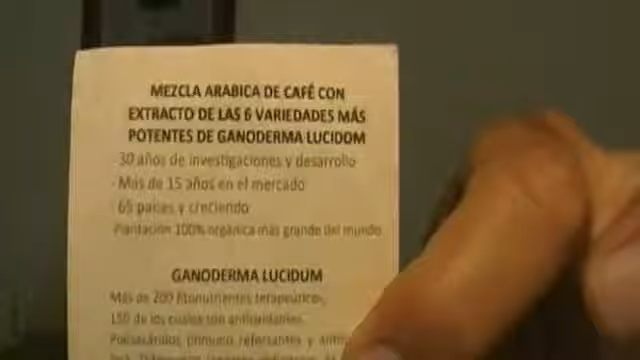 MEZCLA ARABICA DE CAFÉ CON
EXTRACTO DE LAS 6 VARIEDADES MÁS
POTENTES DE GANODERMA LUCIDOM
- 30 años de investigaciones y desarrollo
- Más de 15 años en el mercado
- 65 países y creciendo
- Plantación 100% orgánica más grande del mundo
GANODERMA LUCIDUM
Más de 200 fitonutrientes terapeúticos,
150 de los cuales son antioxidantes.